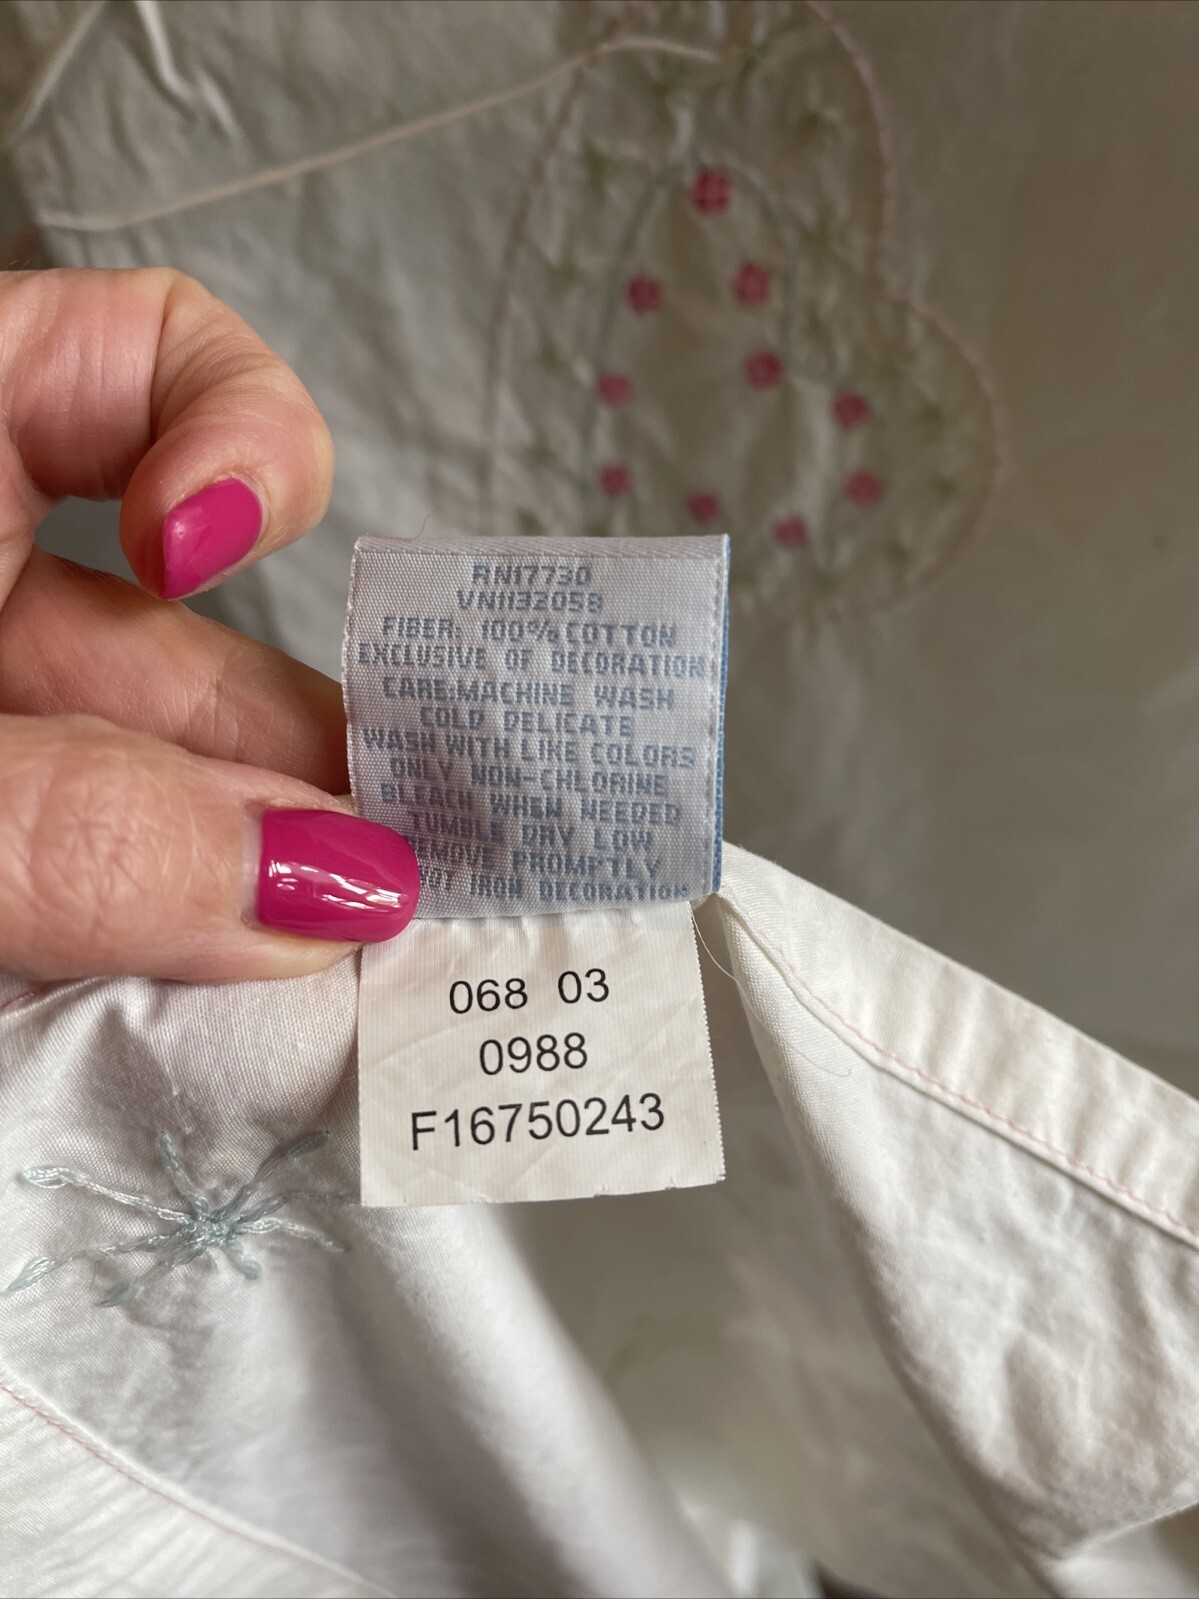 RN17730
VN1132058
FIBER: 100% COTTON
EXCLUSIVE OF DECORATION
CARE:MACHINE WASH
COLD DELICATE
WASH WITH LIKE COLORS
ONLY NON-CHLORINE
BLEACH WHEN NEEDED
TUMBLE DRY LOW
REMOVE PROMPTLY
IRON DECORATION
068 03
0988
F16750243